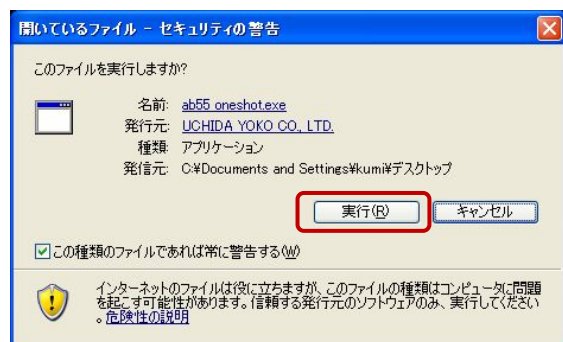 開いているファイル - セキュリティの警告
このファイルを実行しますか?
名前: ab55 oneshot.exe
発行元: UCHIDA YOKO CO., LTD.
種類: アプリケーション
発信元: C:¥Documents and Settings¥kumi¥デスクトップ
実行(R) キャンセル
この種類のファイルであれば常に警告する(W)
インターネットのファイルは役に立ちますが、このファイルの種類はコンピュータに問題
を起こす可能性があります。信頼する発行元のソフトウェアのみ、実行してください
。危険性の説明